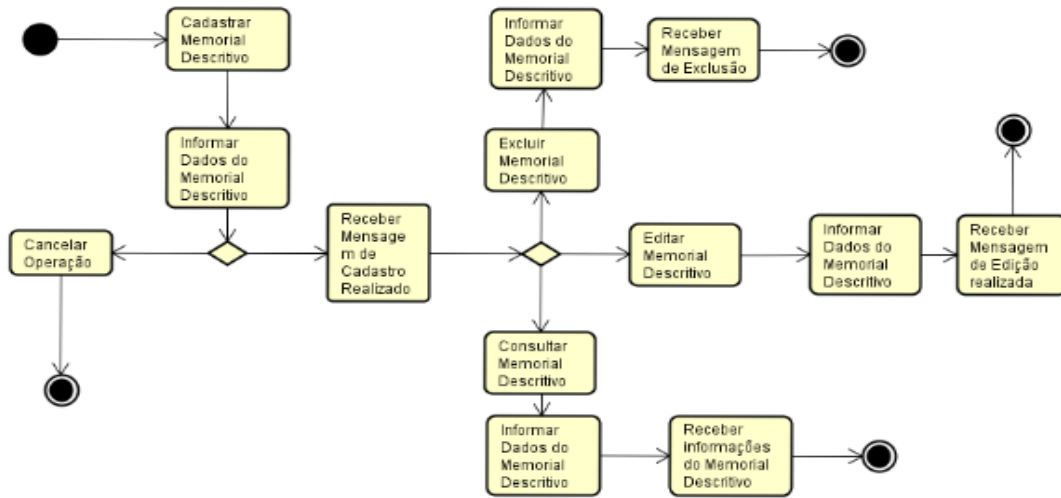 Cadastrar
Memorial
Descritivo
Informar
Dados do
Memorial
Descritivo
Cancelar
Operação
Receber
Mensage
m de
Cadastro
Realizado
Informar
Dados do
Memorial
Descritivo
Receber
Mensagem
de Exclusão
Excluir
Memorial
Descritivo
Editar
Memorial
Descritivo
Informar
Dados do
Memorial
Descritivo
Receber
Mensagem
de Edição
realizada
Consultar
Memorial
Descritivo
Informar
Dados do
Memorial
Descritivo
Receber
informações
do Memorial
Descritivo